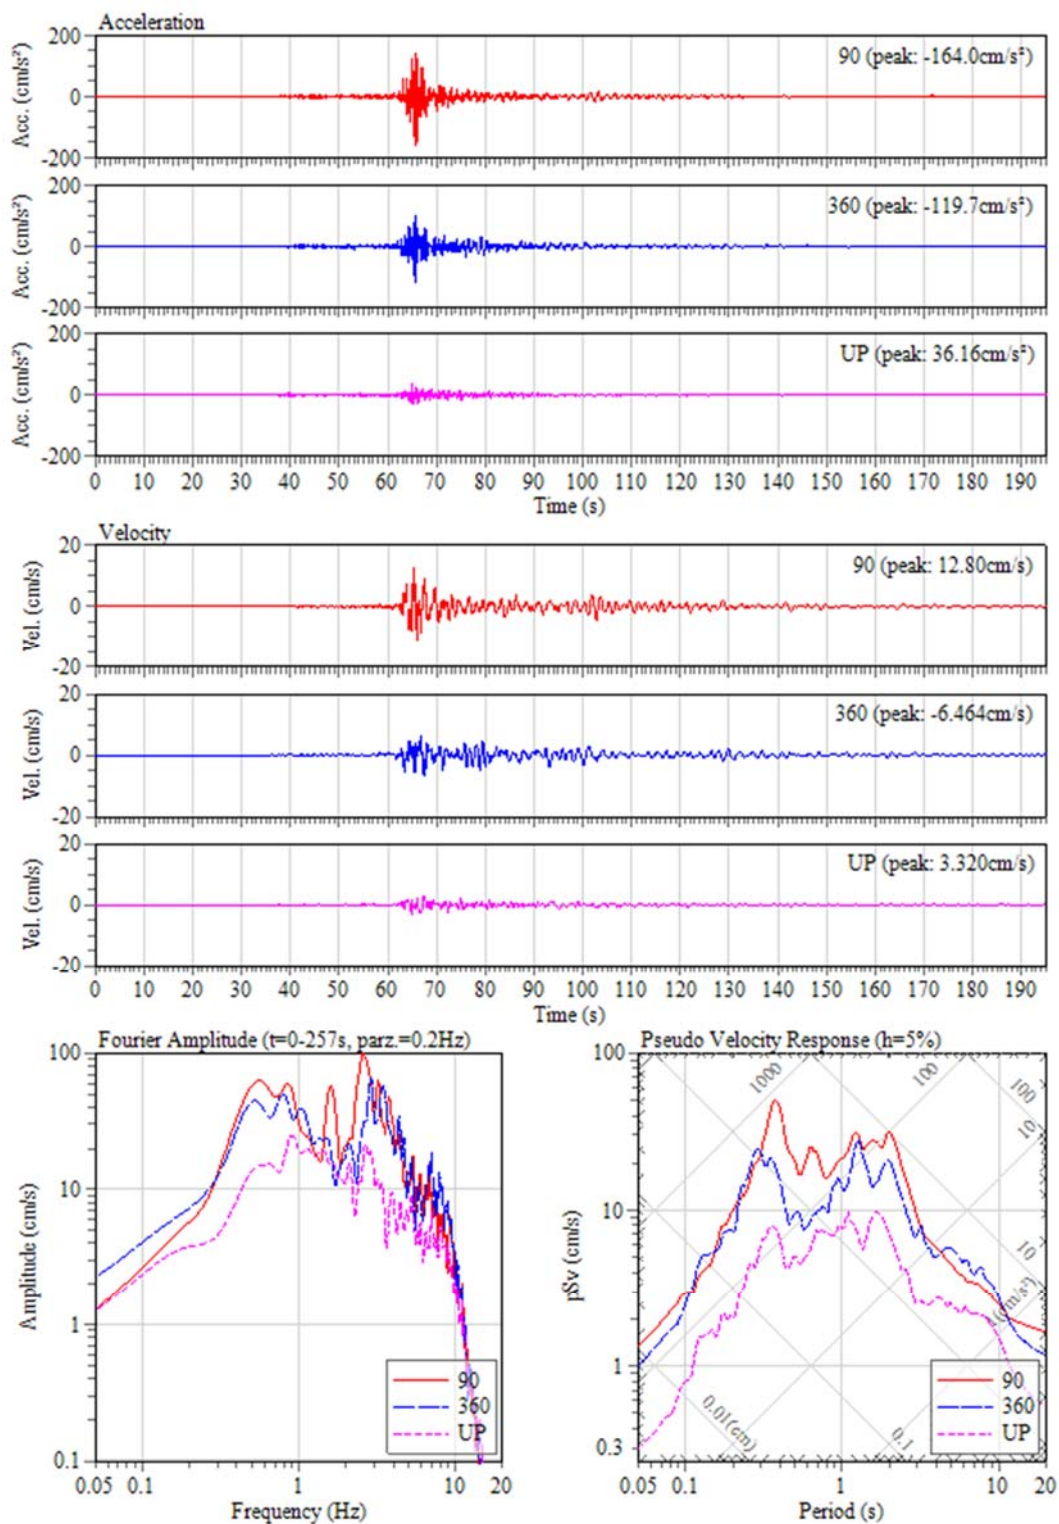 Acceleration
200
0
-200
Acc. (cm/s²)
90 (peak: -164.0cm/s²)
200
0
-200
Acc. (cm/s²)
360 (peak: -119.7cm/s²)
200
0
-200
Acc. (cm/s²)
UP (peak: 36.16cm/s²)
0 10 20 30 40 50 60 70 80 90 100 110 120 130 140 150 160 170 180 190
Time (s)
Velocity
20
0
-20
Vel. (cm/s)
90 (peak: 12.80cm/s)
20
0
-20
Vel. (cm/s)
360 (peak: -6.464cm/s)
20
0
-20
Vel. (cm/s)
UP (peak: 3.320cm/s)
0 10 20 30 40 50 60 70 80 90 100 110 120 130 140 150 160 170 180 190
Time (s)
Fourier Amplitude (t=0-257s, parz.=0.2Hz)
100
10
1
0.1
Amplitude (cm/s)
90
360
UP
0.05 0.1 1 10 20
Frequency (Hz)
Pseudo Velocity Response (h=5%)
100
10
1
0.3
pSv (cm/s)
1000
100
100
10
10
(cm/s²)
0.01(cm)
0.1
90
360
UP
0.05 0.1 1 10 20
Period (s)